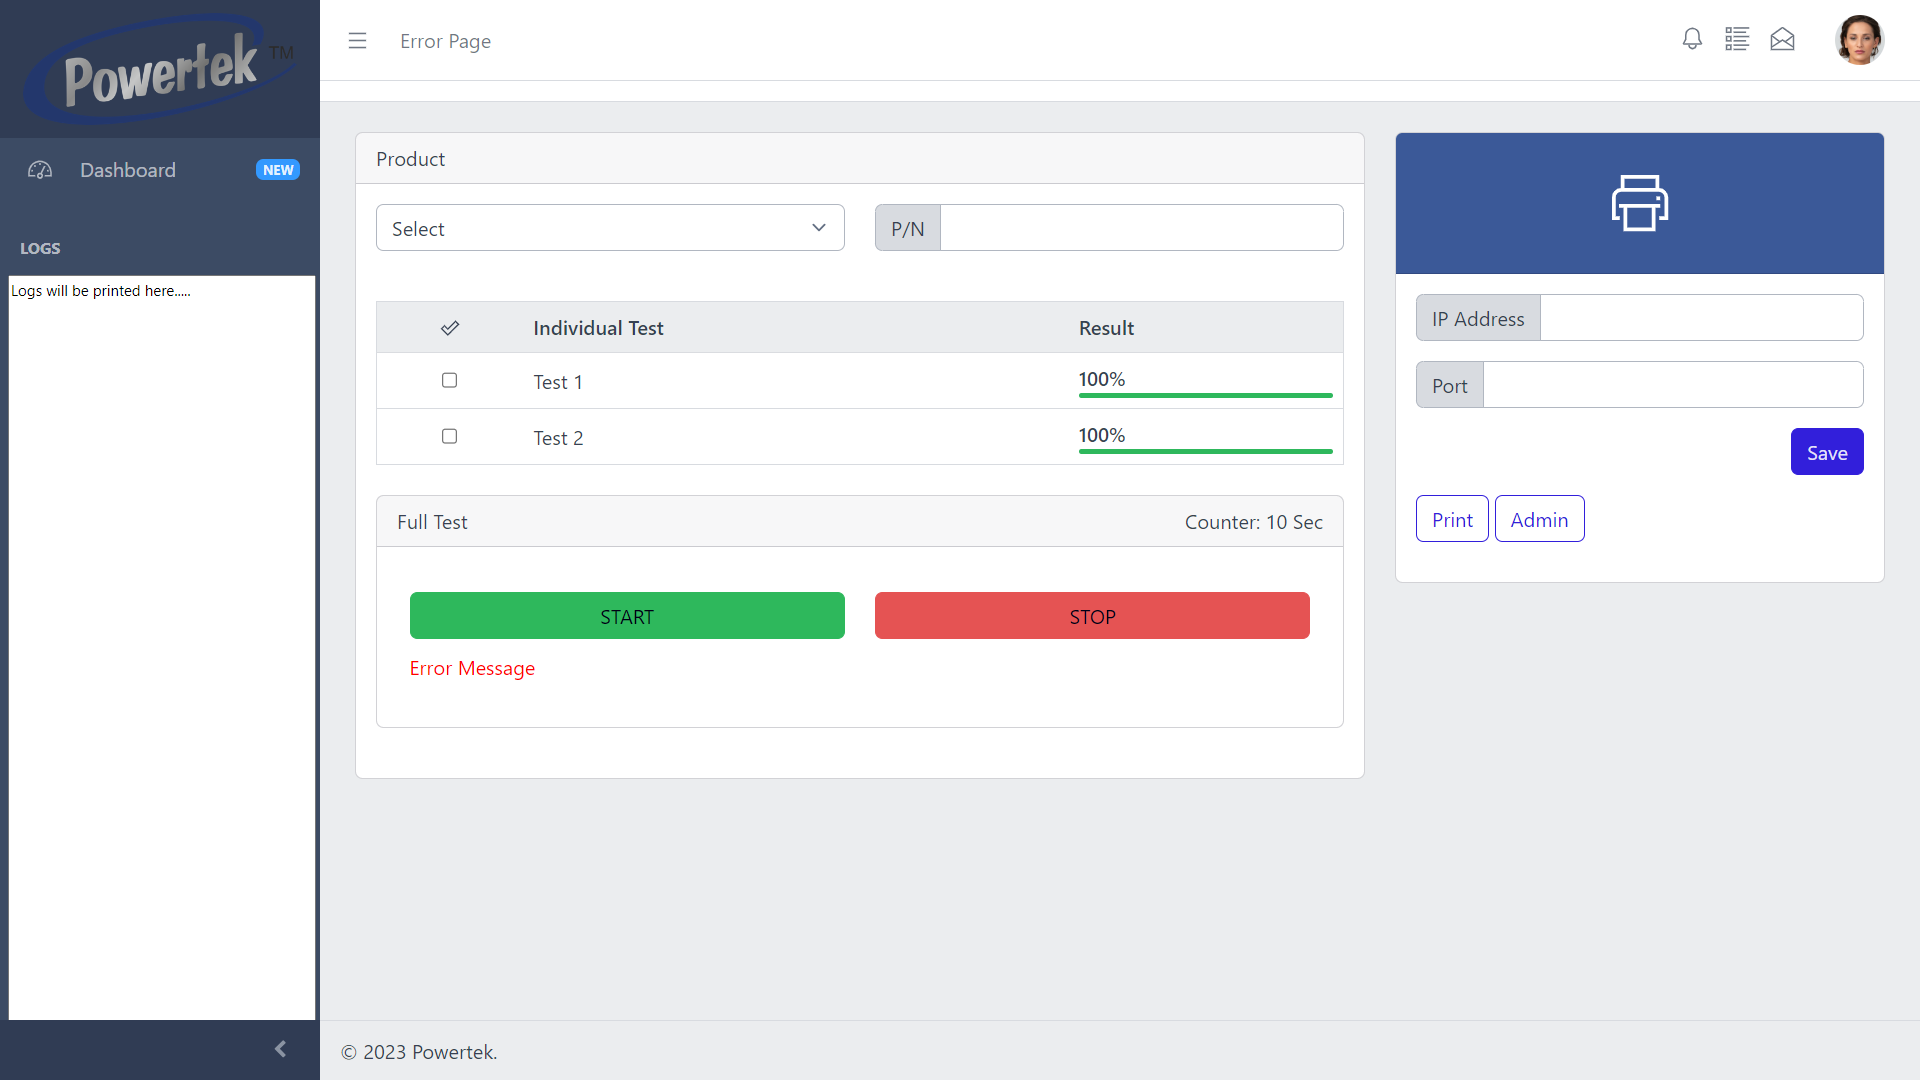 Powertek TM
Dashboard
NEW
LOGS
Logs will be printed here.....
Error Page
Product
Select
P/N
Individual Test
Result
Test 1
100%
Test 2
100%
Full Test
Counter: 10 Sec
START
STOP
Error Message
IP Address
Port
Save
Print
Admin
© 2023 Powertek.